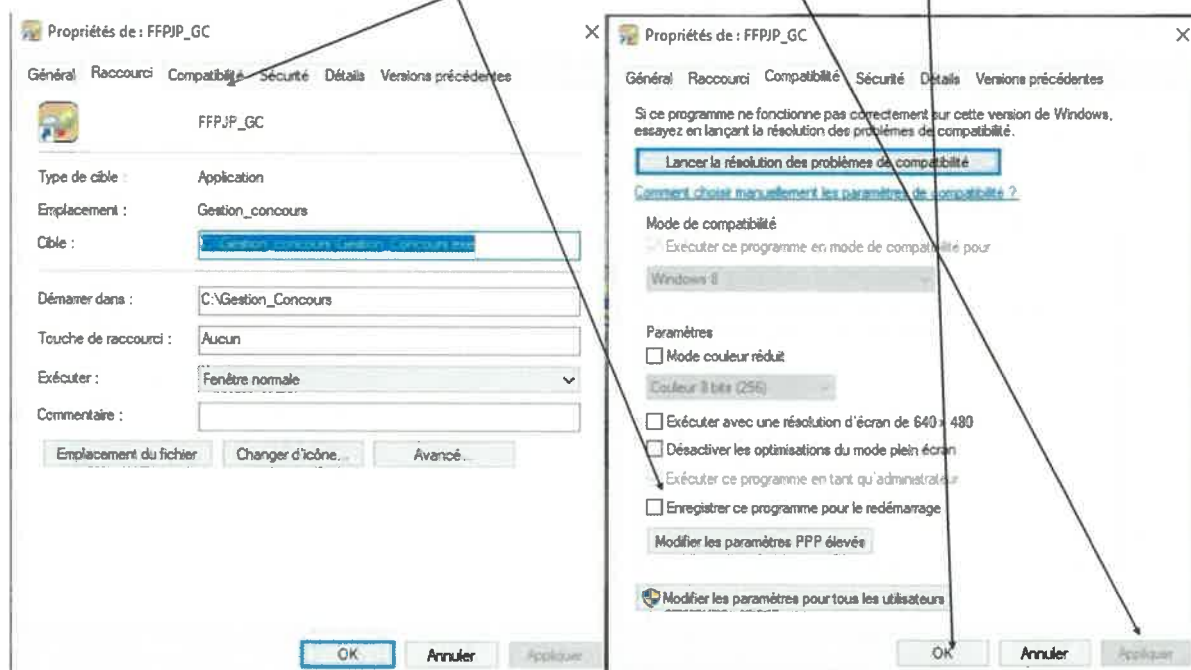 Propriétés de : FFPJP_GC
Général Raccourci Compatibilité Sécurité Détails Versions précédentes
FFPJP_GC
Type de cible : Application
Emplacement : Gestion_concours
Cible :
Démarrer dans : C:\Gestion_Concours
Touche de raccourci : Aucun
Exécuter : Fenêtre normale
Commentaire :
Emplacement du fichier Changer d'icône... Avancé...
OK Annuler Appliquer
Propriétés de : FFPJP_GC
Général Raccourci Compatibilité Sécurité Détails Versions précédentes
Si ce programme ne fonctionne pas correctement sur cette version de Windows,
essayez en lançant la résolution des problèmes de compatibilité.
Lancer la résolution des problèmes de compatibilité
Comment choisir manuellement les paramètres de compatibilité ?
Mode de compatibilité
Exécuter ce programme en mode de compatibilité pour
Windows 8
Paramètres
Mode couleur réduit
Couleur 8 bits (256)
Exécuter avec une résolution d'écran de 640 x 480
Désactiver les optimisations du mode plein écran
Exécuter ce programme en tant qu'administrateur
Enregistrer ce programme pour le redémarrage
Modifier les paramètres PPP élevés
Modifier les paramètres pour tous les utilisateurs
OK Annuler Appliquer